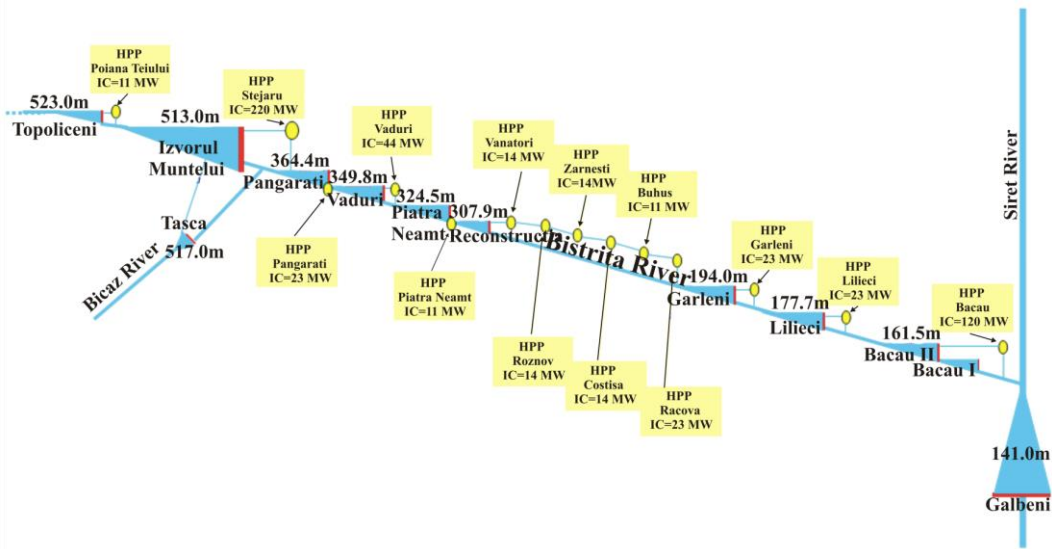 HPP
Poiana Teiului
IC=11 MW
HPP
Stejaru
IC=220 MW
523.0m
Topoliceni
513.0m
Izvorul
Muntelui
HPP
Vaduri
IC=44 MW
HPP
Vanatori
IC=14 MW
HPP
Zarnesti
IC=14MW
HPP
Buhus
IC=11 MW
364.4m
Pangarati
349.8m
Vaduri
324.5m
Piatra
Neamt
307.9m
Reconstructia
Bistrita River
Tasca
517.0m
Bicaz River
HPP
Pangarati
IC=23 MW
HPP
Piatra Neamt
IC=11 MW
HPP
Roznov
IC=14 MW
HPP
Costisa
IC=14 MW
HPP
Racova
IC=23 MW
194.0m
Garleni
HPP
Garleni
IC=23 MW
177.7m
Lilieci
HPP
Lilieci
IC=23 MW
161.5m
Bacau II
Bacau I
HPP
Bacau
IC=120 MW
Siret River
141.0m
Galbeni